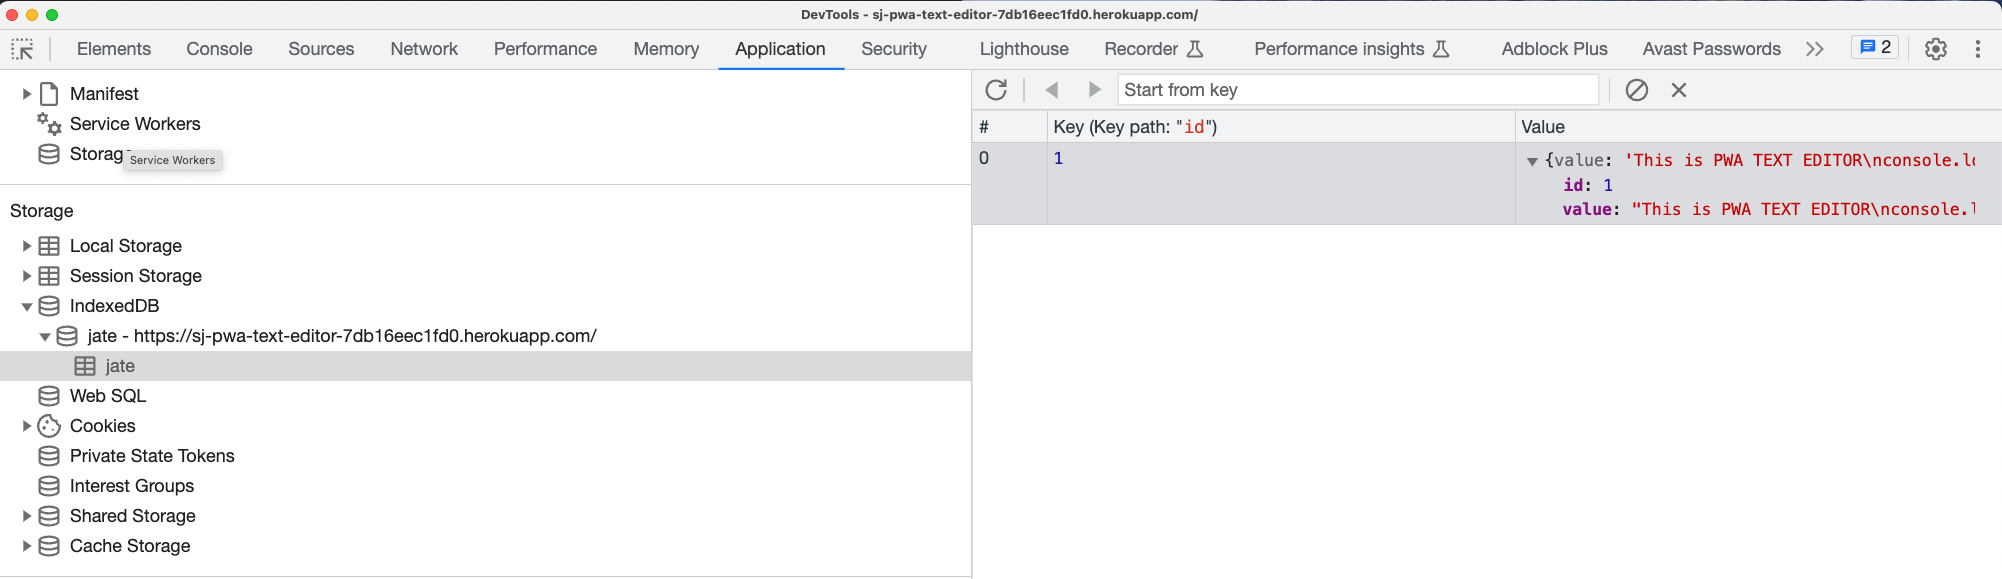 DevTools - sj-pwa-text-editor-7db16eec1fd0.herokuapp.com/
Elements Console Sources Network Performance Memory Application Security Lighthouse Recorder Performance insights Adblock Plus Avast Passwords 2
Manifest
Service Workers
Storage
Service Workers
Storage
Local Storage
Session Storage
IndexedDB
jate - https://sj-pwa-text-editor-7db16eec1fd0.herokuapp.com/
jate
Web SQL
Cookies
Private State Tokens
Interest Groups
Shared Storage
Cache Storage
Start from key
# Key (Key path: "id") Value
0 1 {value: 'This is PWA TEXT EDITOR\nconsole.lo
id: 1
value: "This is PWA TEXT EDITOR\nconsole.l